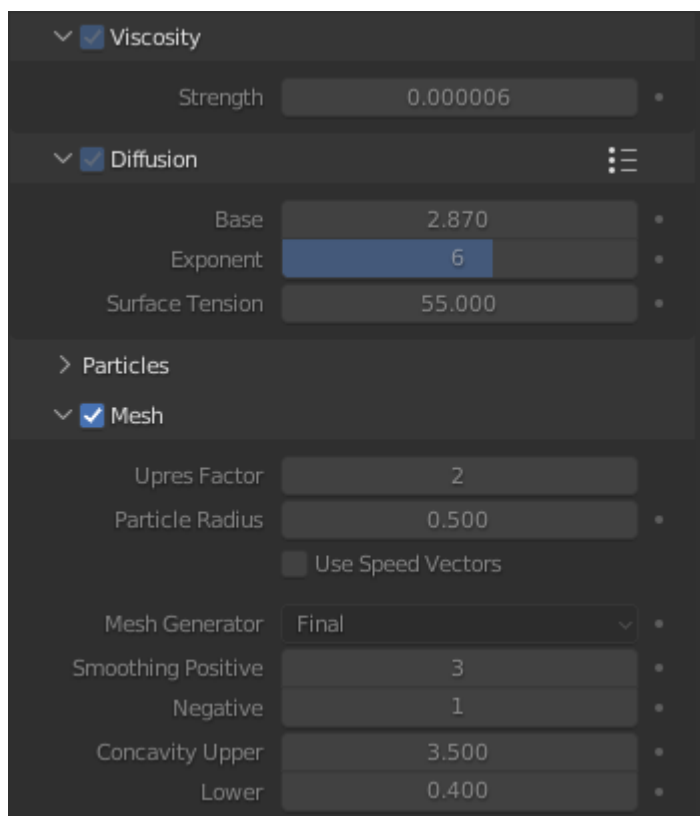 Viscosity
Strength 0.000006
Diffusion
Base 2.870
Exponent 6
Surface Tension 55.000
Particles
Mesh
Upres Factor 2
Particle Radius 0.500
Use Speed Vectors
Mesh Generator Final
Smoothing Positive 3
Negative 1
Concavity Upper 3.500
Lower 0.400